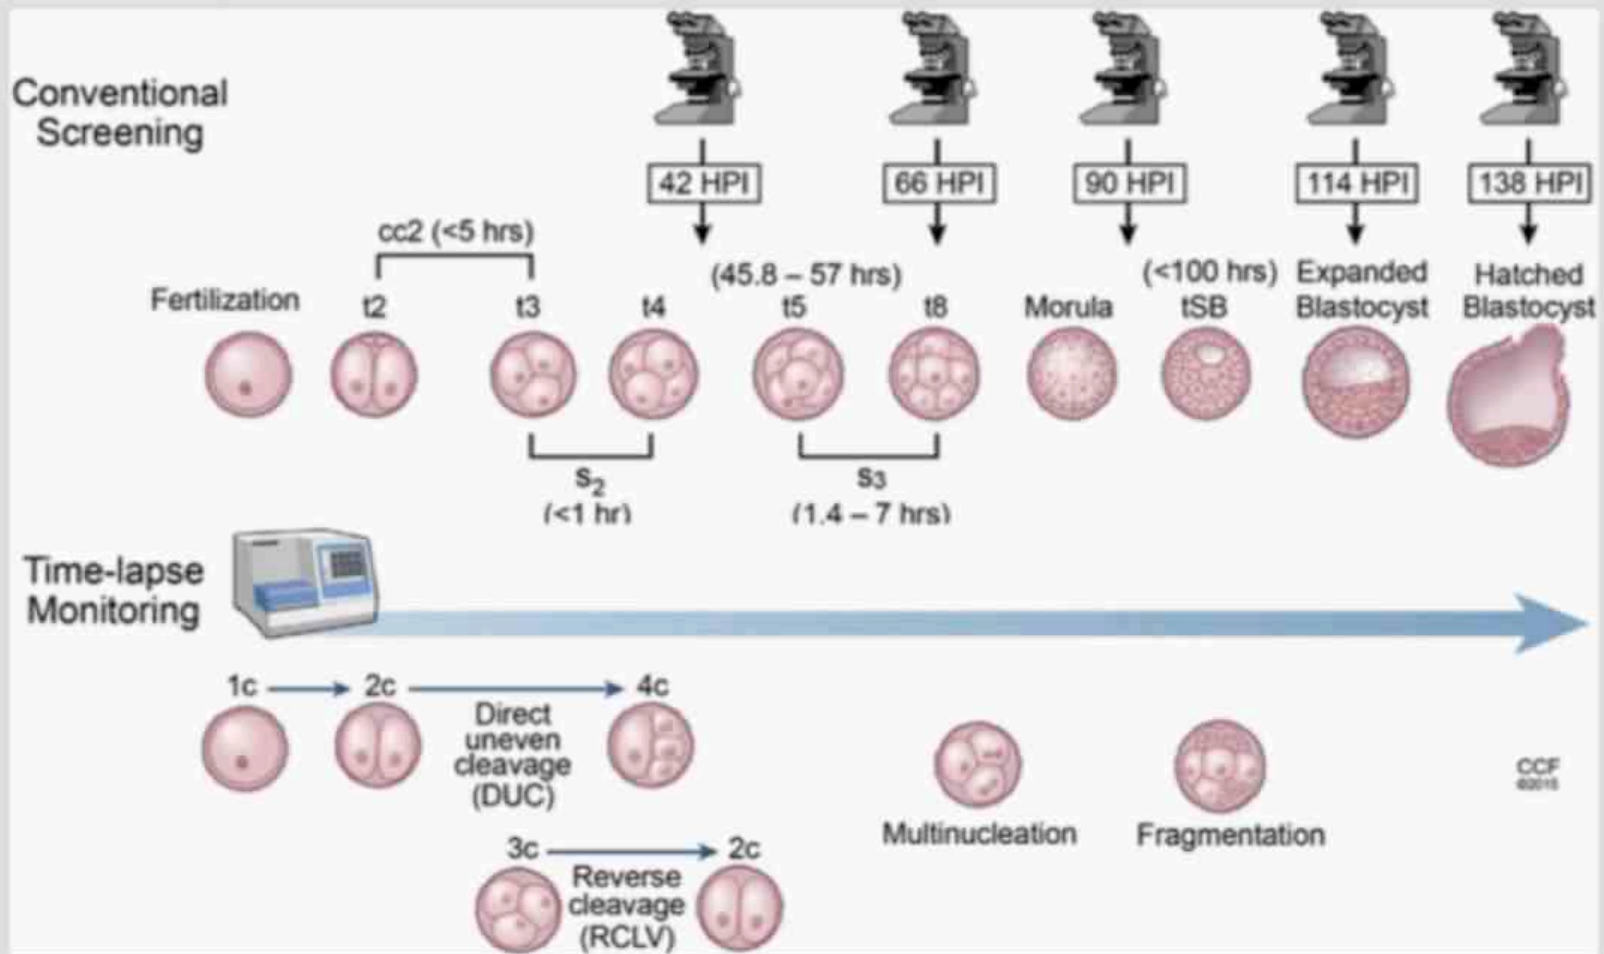 Conventional
Screening
42 HPI
66 HPI
90 HPI
114 HPI
138 HPI
cc2 (<5 hrs)
(45.8 – 57 hrs)
(<100 hrs)
Expanded
Hatched
Fertilization
t2
t3
t4
t5
t8
Morula
tSB
Blastocyst
Blastocyst
S2
(<1 hr)
S3
(1.4 – 7 hrs)
Time-lapse
Monitoring
1c
2c
4c
Direct
uneven
cleavage
(DUC)
Multinucleation
Fragmentation
CCF
©2015
3c
2c
Reverse
cleavage
(RCLV)